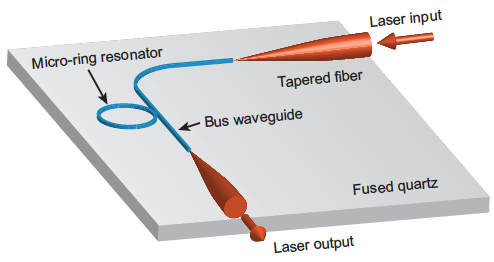 Laser input
Micro-ring resonator
Tapered fiber
Bus waveguide
Fused quartz
Laser output